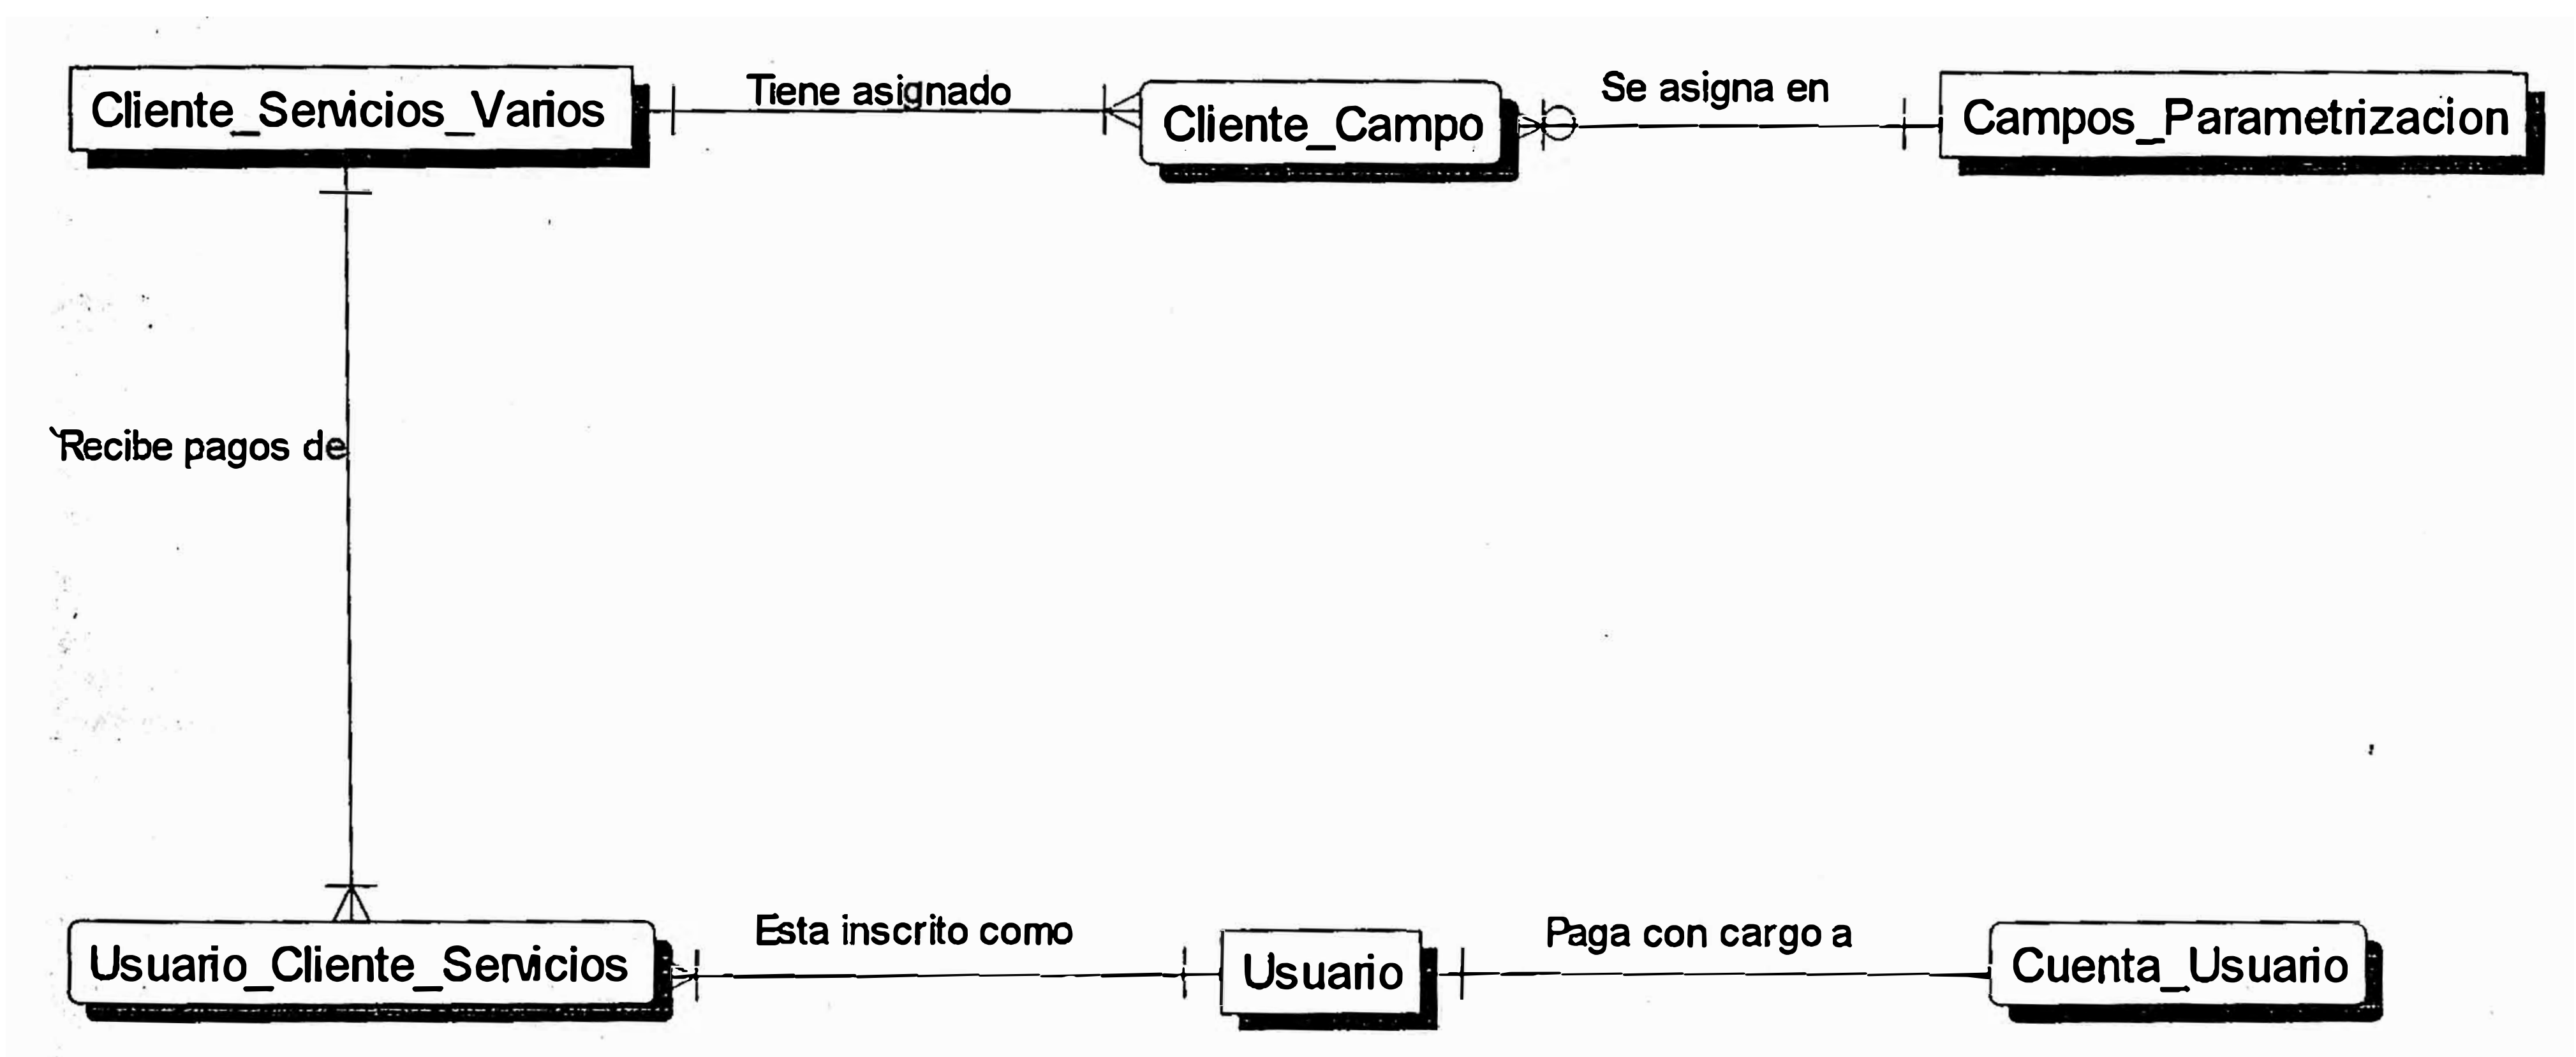 Cliente_Servicios_Varios
Tiene asignado
Cliente_Campo
Se asigna en
Campos_Parametrizacion
Recibe pagos de
Usuario_Cliente_Servicios
Esta inscrito como
Usuario
Paga con cargo a
Cuenta_Usuario